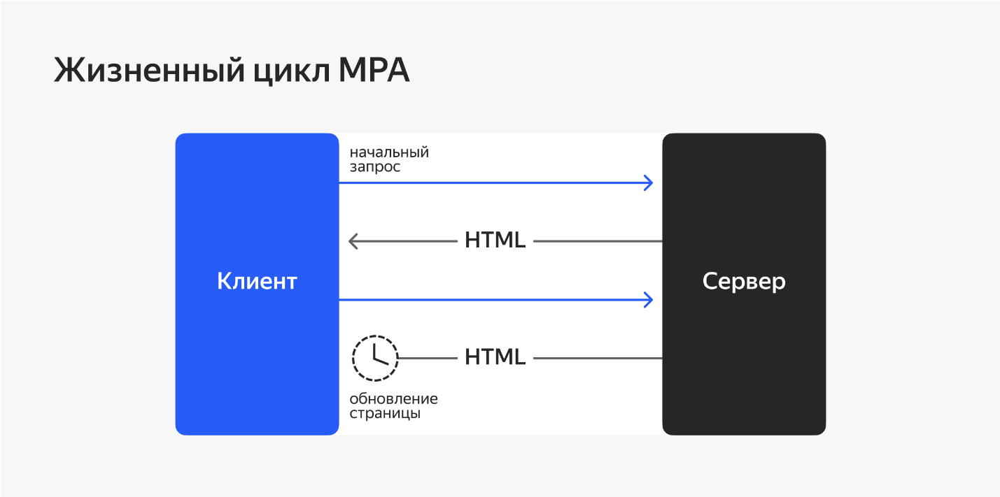 Жизненный цикл MPA
начальный
запрос
HTML
Клиент
Сервер
HTML
обновление
страницы